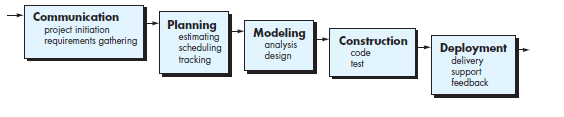 Communication
project initiation
requirements gathering
Planning
estimating
scheduling
tracking
Modeling
analysis
design
Construction
code
test
Deployment
delivery
support
feedback